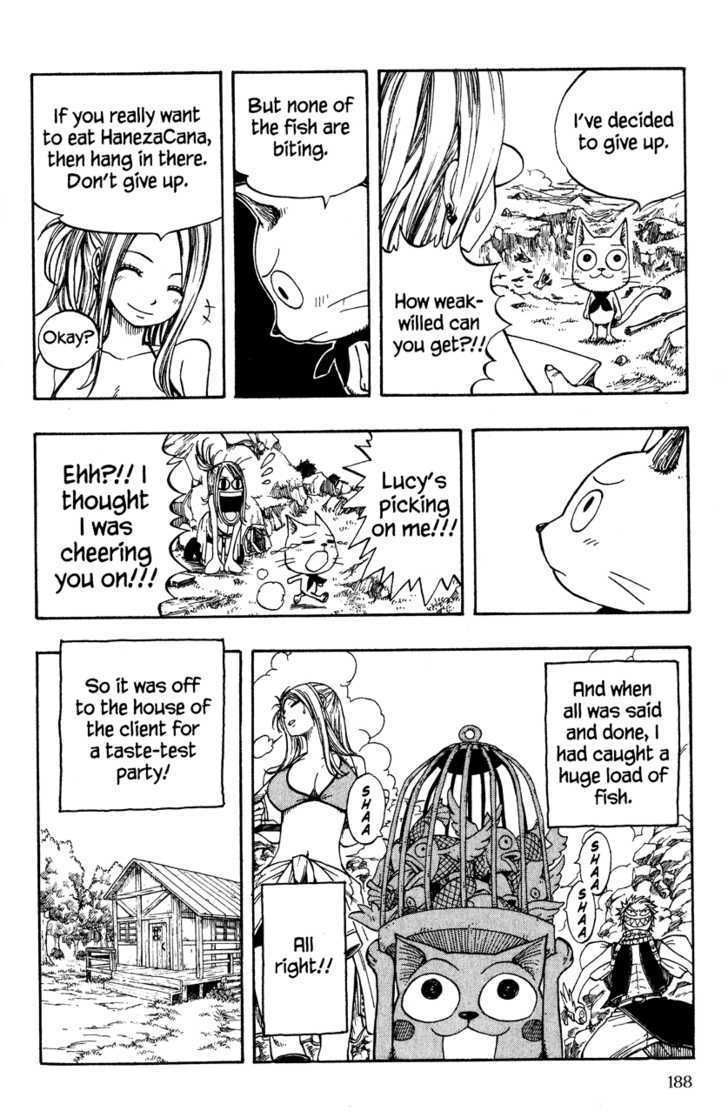 I've decided
to give up.
How weak-
willed can
you get?!!
But none of
the fish are
biting.
If you really want
to eat HanezaCana,
then hang in there.
Don't give up.
Okay?
Lucy's
picking
on me!!!
Ehh?!! I
thought
I was
cheering
you on!!!
And when
all was said
and done, I
had caught a
huge load of
fish.
SHAA
SHAA
SHAA
All
right!!
So it was off
to the house of
the client for
a taste-test
party!
188